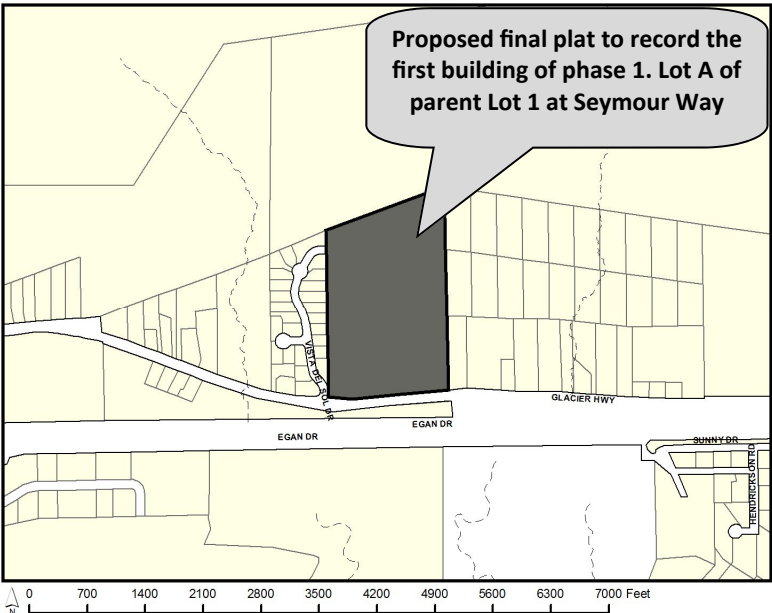 Proposed final plat to record the
first building of phase 1. Lot A of
parent Lot 1 at Seymour Way
VISTA DEL SOL DR
GLACIER HWY
EGAN DR
EGAN DR
SUNNY DR
HENDRICKSON RD
N
0 700 1400 2100 2800 3500 4200 4900 5600 6300 7000 Feet